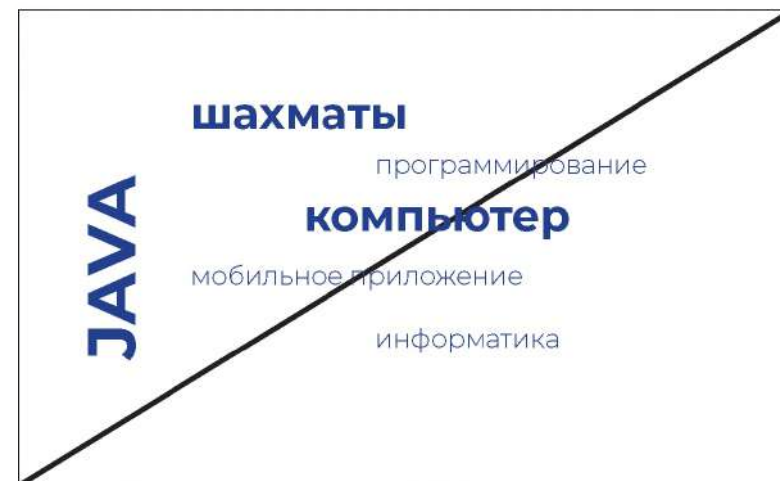 JAVA
шахматы
программирование
компьютер
мобильное приложение
информатика